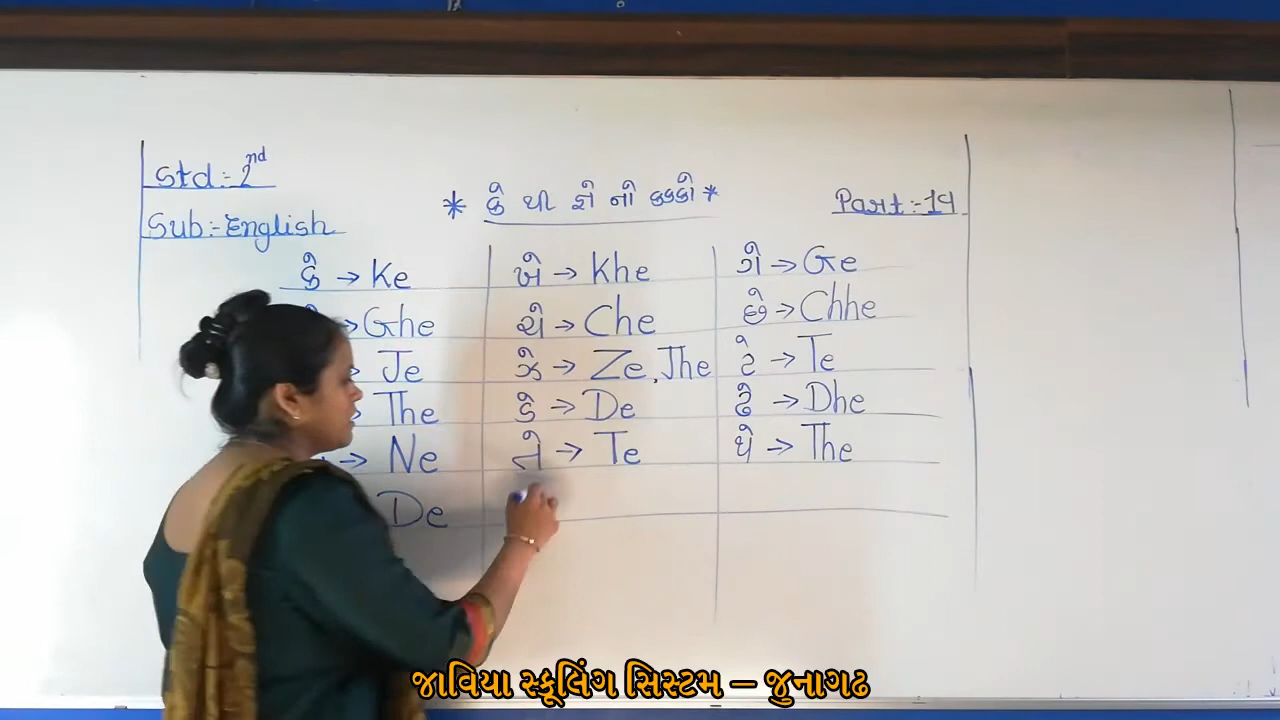 Std:- 2nd
* કે થી જ્ઞે નો કક્કો *
Part:- 19
Sub:- English
કે → Ke ખે → Khe ગે → Ge
→ Ghe ચે → Che છે → Chhe
→ Je ઝે → Ze, Jhe ટે → Te
→ The ડે → De ઢે → Dhe
→ Ne તે → Te થે → The
De
જાવિયા સ્કૂલિંગ સિસ્ટમ – જુનાગઢ